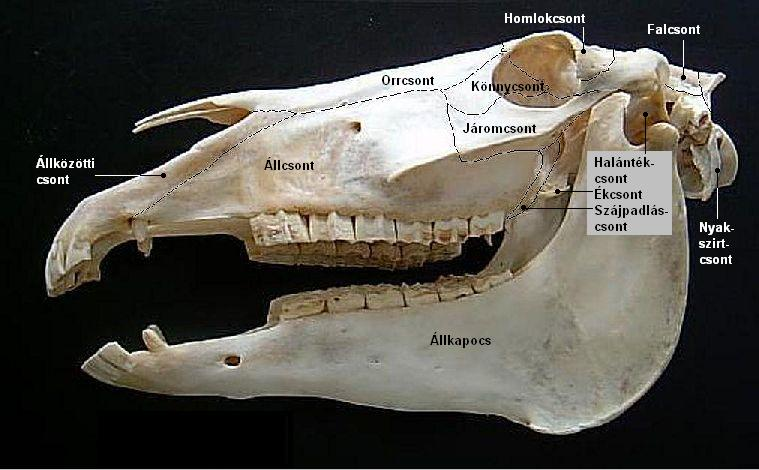 Homlokcsont
Falcsont
Orrcsont
Könnycsont
Járomcsont
Állközötti
csont
Állcsont
Halánték-
csont
Ékcsont
Szájpadlás-
csont
Nyak-
szirt-
csont
Állkapocs